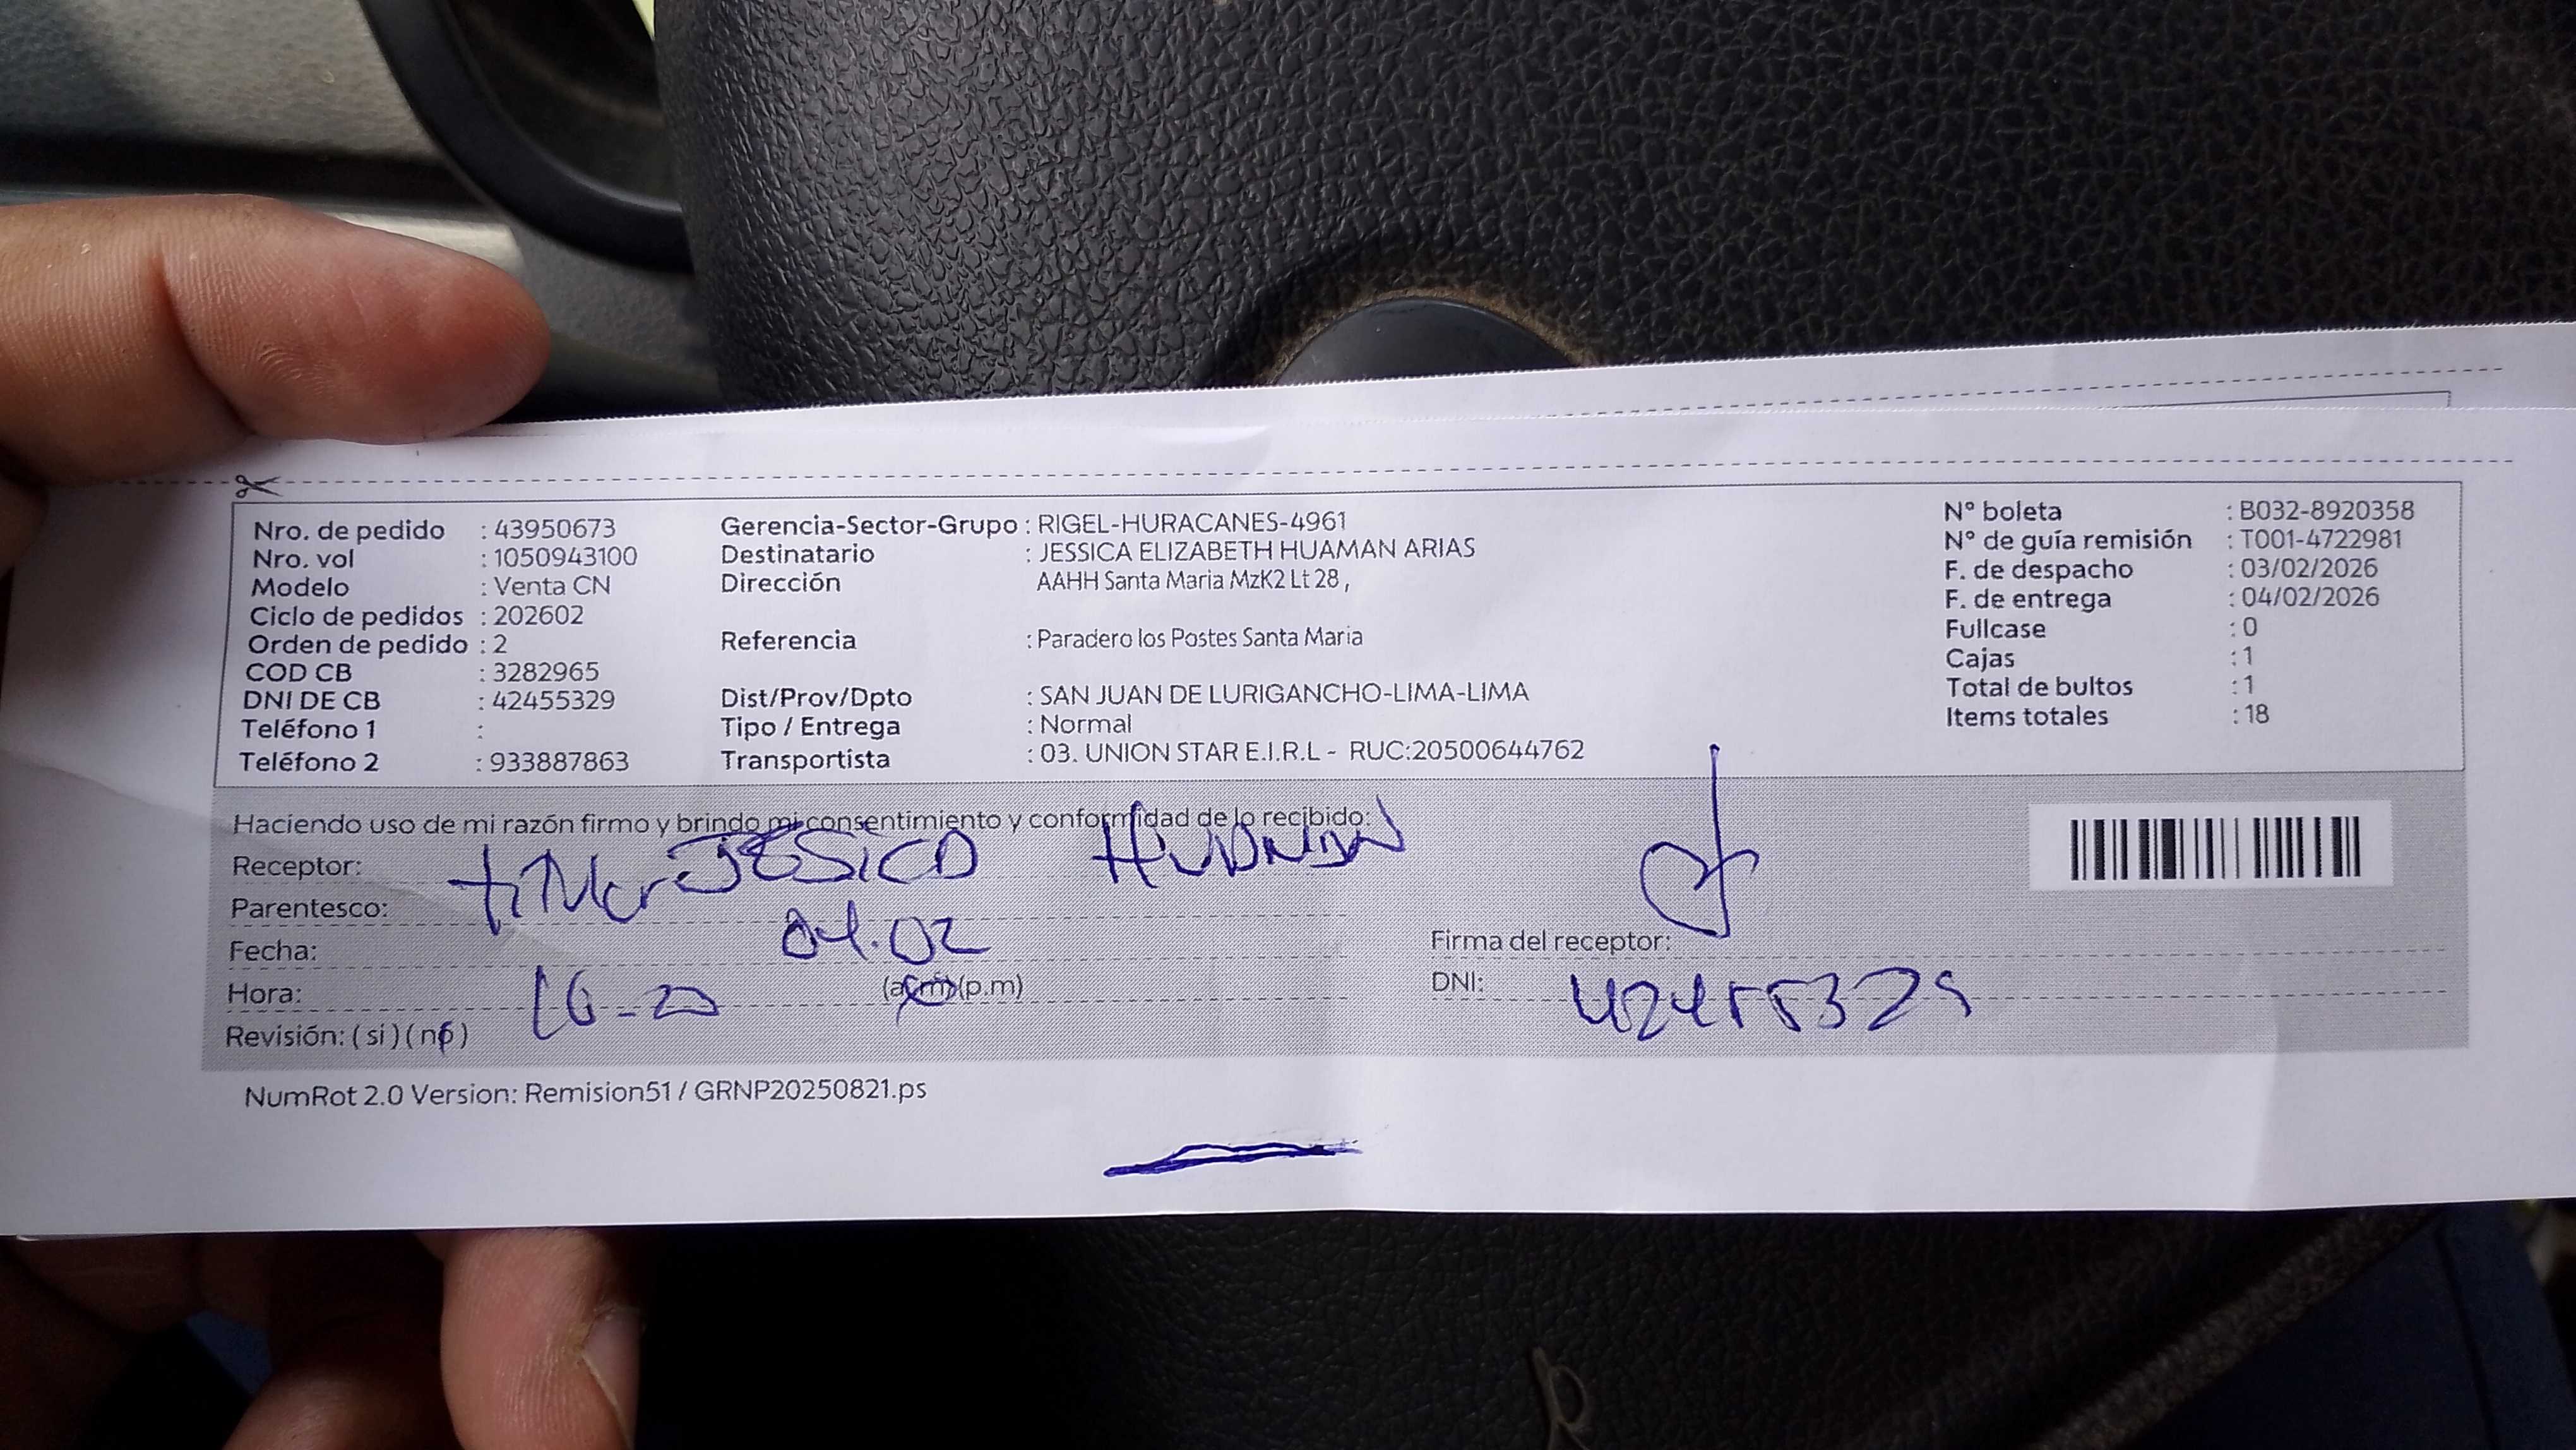 Nro. de pedido : 43950673
Nro. vol : 1050943100
Modelo : Venta CN
Ciclo de pedidos : 202602
Orden de pedido : 2
COD CB : 3282965
DNI DE CB : 42455329
Teléfono 1 :
Teléfono 2 : 933887863
Gerencia-Sector-Grupo : RIGEL-HURACANES-4961
Destinatario : JESSICA ELIZABETH HUAMAN ARIAS
Dirección AAHH Santa Maria MzK2 Lt 28 ,
Referencia : Paradero los Postes Santa Maria
Dist/Prov/Dpto : SAN JUAN DE LURIGANCHO-LIMA-LIMA
Tipo / Entrega : Normal
Transportista : 03. UNION STAR E.I.R.L - RUC:20500644762
N° boleta : B032-8920358
N° de guía remisión : T001-4722981
F. de despacho : 03/02/2026
F. de entrega : 04/02/2026
Fullcase : 0
Cajas : 1
Total de bultos : 1
Items totales : 18
Haciendo uso de mi razón firmo y brindo mi consentimiento y conformidad de lo recibido:
Receptor: JESSICA HUAMAN
Parentesco:
Fecha: 04.02
Hora: 16-20 (a.m) (p.m)
Revisión: ( si ) ( no )
Firma del receptor:
DNI: 42455329
NumRot 2.0 Version: Remision51 / GRNP20250821.ps